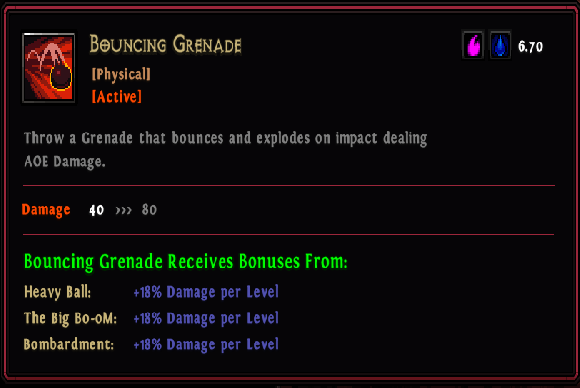 Bouncing Grenade 6.70
[Physical]
[Active]
Throw a Grenade that bounces and explodes on impact dealing
AOE Damage.
Damage 40 >>> 80
Bouncing Grenade Receives Bonuses From:
Heavy Ball: +18% Damage per Level
The Big Bo-oM: +18% Damage per Level
Bombardment: +18% Damage per Level